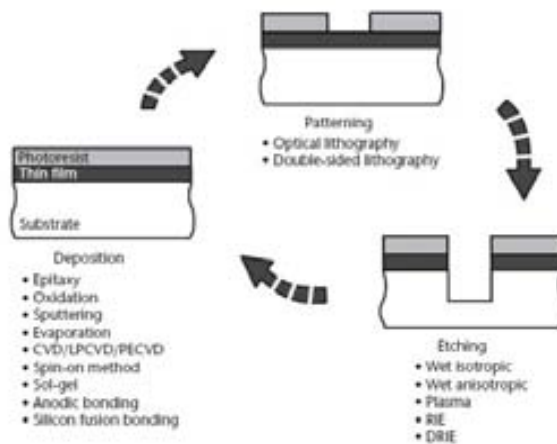 Patterning
• Optical lithography
• Double-sided lithography
Photoresist
Thin film
Substrate
Deposition
• Epitaxy
• Oxidation
• Sputtering
• Evaporation
• CVD/LPCVD/PECVD
• Spin-on method
• Sol-gel
• Anodic bonding
• Silicon fusion bonding
Etching
• Wet isotropic
• Wet anisotropic
• Plasma
• RIE
• DRIE